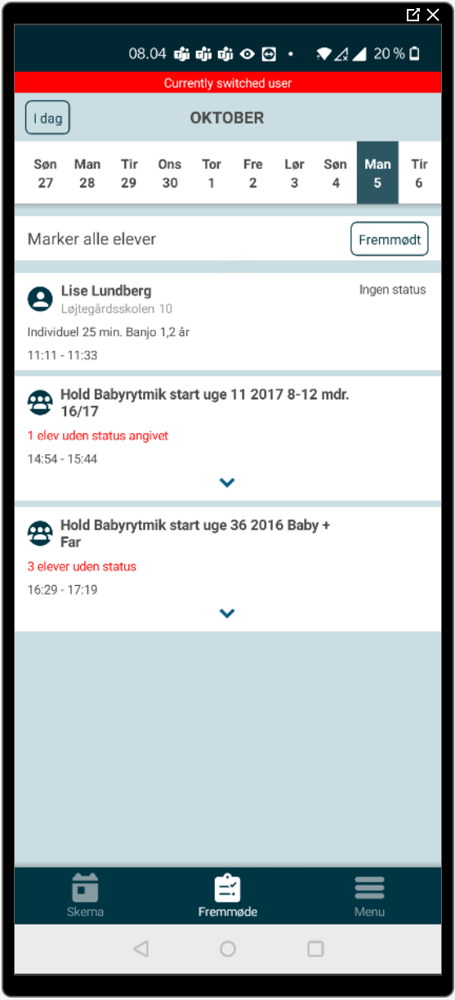 08.04 20 %
Currently switched user
I dag OKTOBER
Søn Man Tir Ons Tor Fre Lør Søn Man Tir
27 28 29 30 1 2 3 4 5 6
Marker alle elever Fremmødt
Lise Lundberg Ingen status
Løjtegårdsskolen 10
Individuel 25 min. Banjo 1,2 år
11:11 - 11:33
Hold Babyrytmik start uge 11 2017 8-12 mdr.
16/17
1 elev uden status angivet
14:54 - 15:44
Hold Babyrytmik start uge 36 2016 Baby +
Far
3 elever uden status
16:29 - 17:19
Skema Fremmøde Menu